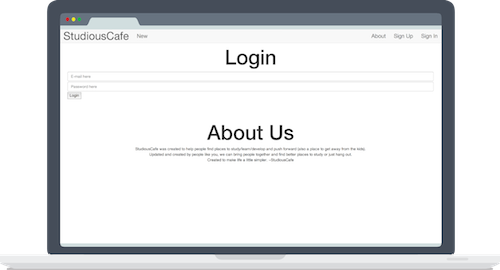 StudiousCafe New About Sign Up Sign In
Login
E-mail here
Password here
Login
About Us
StudiousCafe was created to help people find places to study/learn/develop and push forward plus a place to get away from the noisy.
Updated and created by people like you, we can bring people together and find better places to study or just hang out.
Created to make life a little simpler. -StudiousCafe